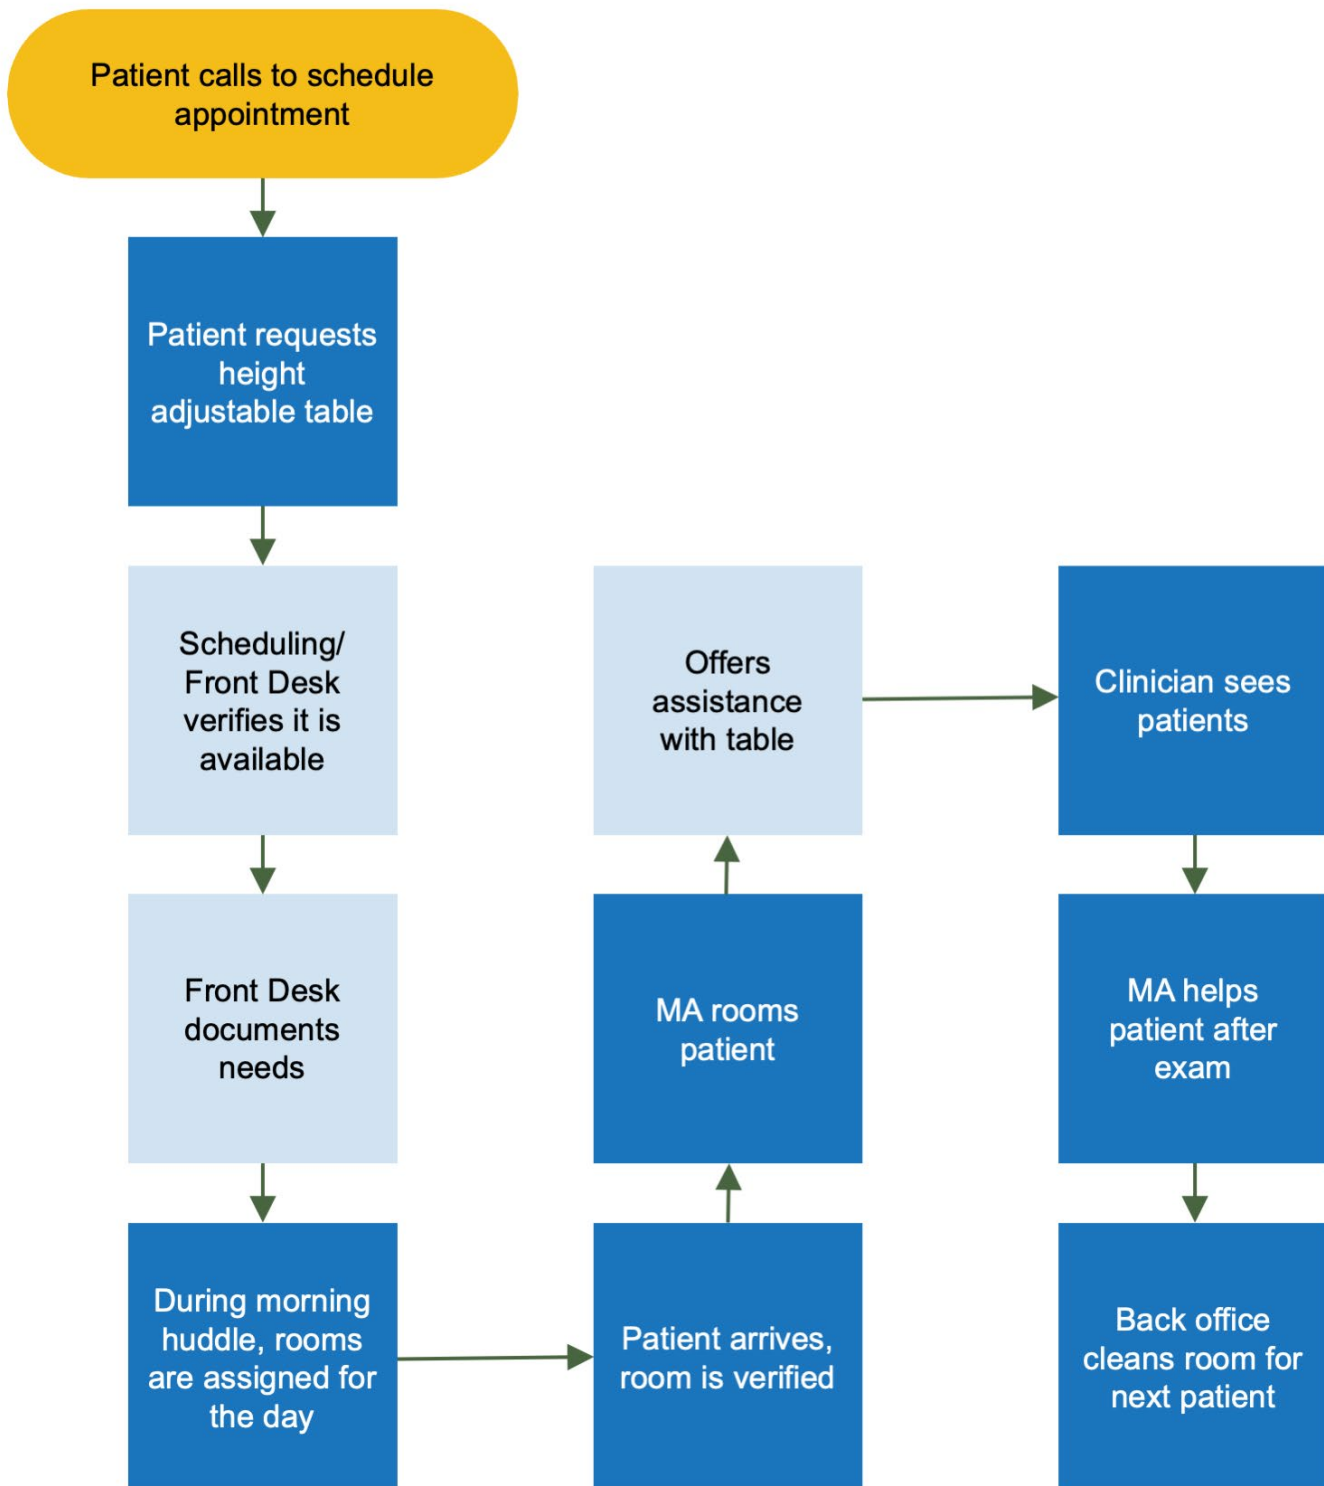 Patient calls to schedule
appointment
Patient requests
height
adjustable table
Scheduling/
Front Desk
verifies it is
available
Front Desk
documents
needs
During morning
huddle, rooms
are assigned for
the day
Patient arrives,
room is verified
MA rooms
patient
Offers
assistance
with table
Clinician sees
patients
MA helps
patient after
exam
Back office
cleans room for
next patient